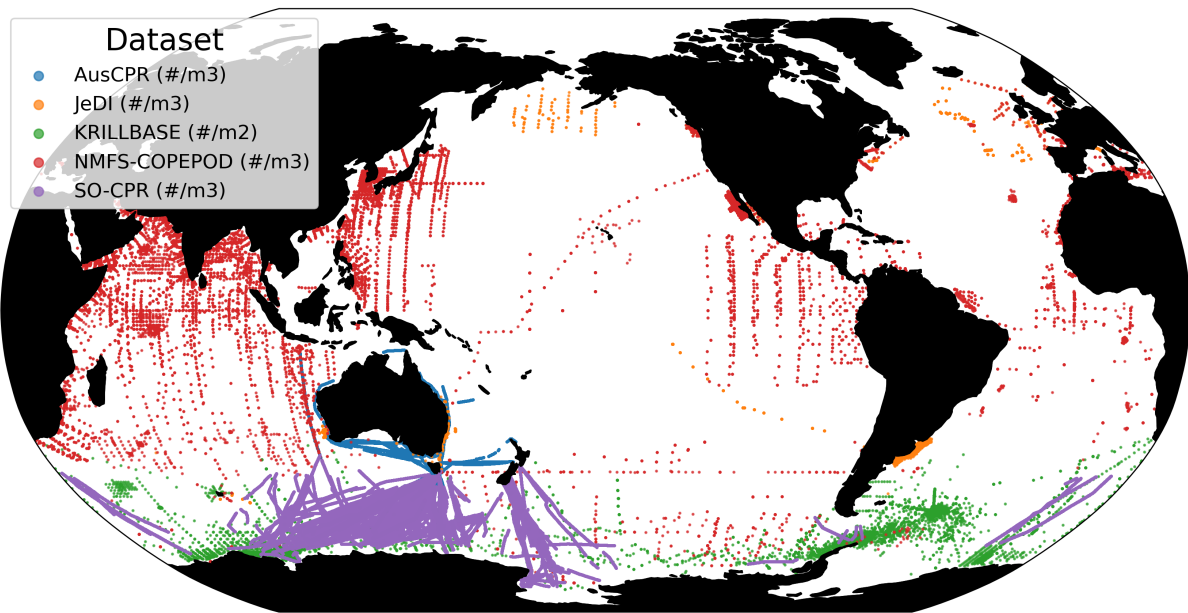 Dataset
AusCPR (#/m3)
JeDI (#/m3)
KRILLBASE (#/m2)
NMFS-COPEPOD (#/m3)
SO-CPR (#/m3)